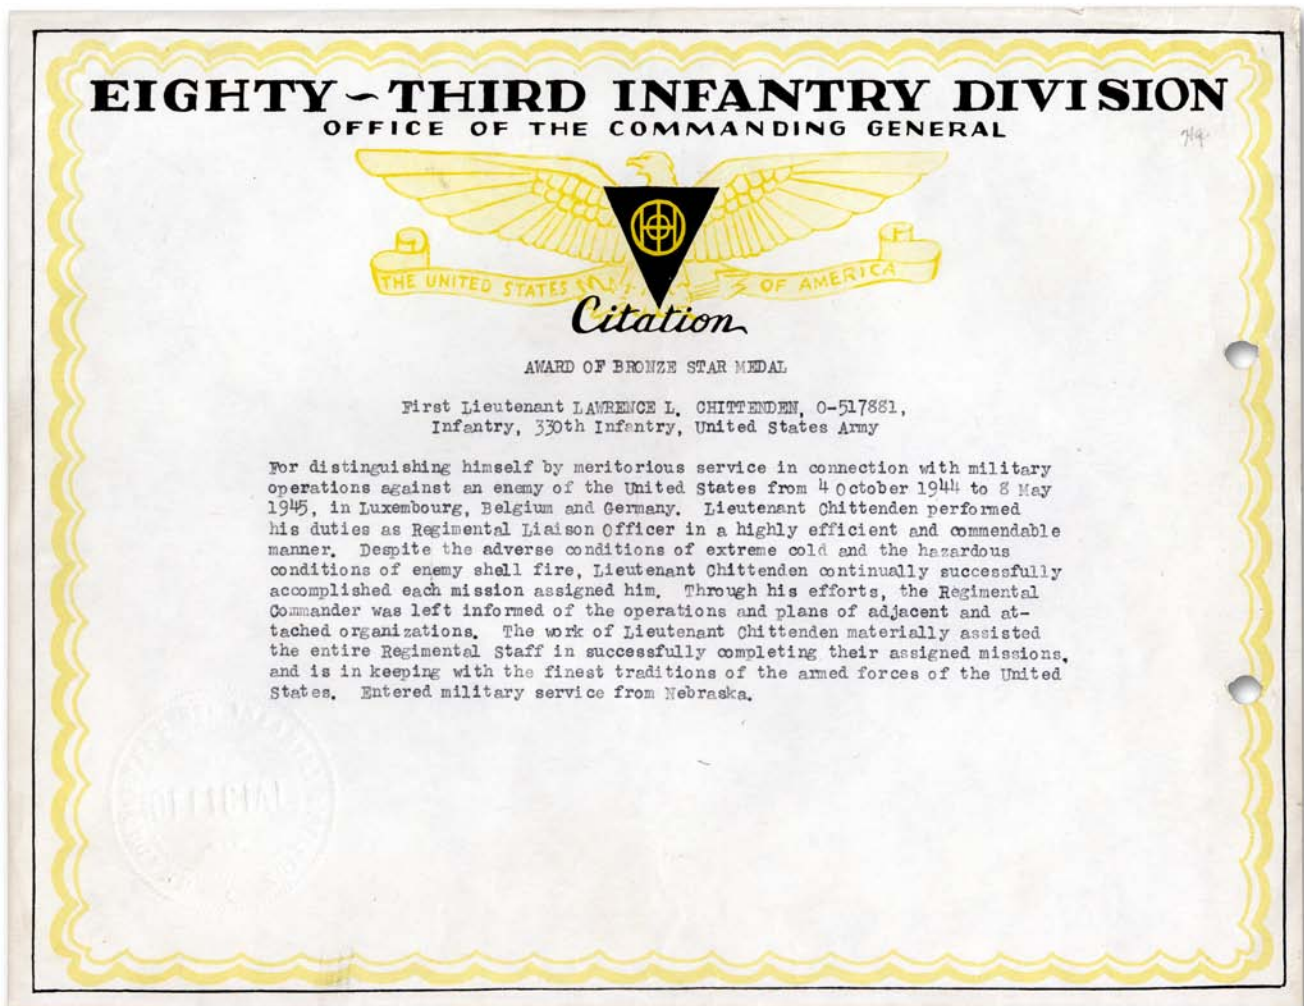 EIGHTY~THIRD INFANTRY DIVISION
OFFICE OF THE COMMANDING GENERAL
THE UNITED STATES OF AMERICA
Citation
AWARD OF BRONZE STAR MEDAL
First Lieutenant LAWRENCE L. CHITTENDEN, O-517881,
Infantry, 330th Infantry, United States Army
For distinguishing himself by meritorious service in connection with military
operations against an enemy of the United States from 4 October 1944 to 8 May
1945, in Luxembourg, Belgium and Germany. Lieutenant Chittenden performed
his duties as Regimental Liaison Officer in a highly efficient and commendable
manner. Despite the adverse conditions of extreme cold and the hazardous
conditions of enemy shell fire, Lieutenant Chittenden continually successfully
accomplished each mission assigned him. Through his efforts, the Regimental
Commander was left informed of the operations and plans of adjacent and at-
tached organizations. The work of Lieutenant Chittenden materially assisted
the entire Regimental Staff in successfully completing their assigned missions,
and is in keeping with the finest traditions of the armed forces of the United
States. Entered military service from Nebraska.
OFFICIAL